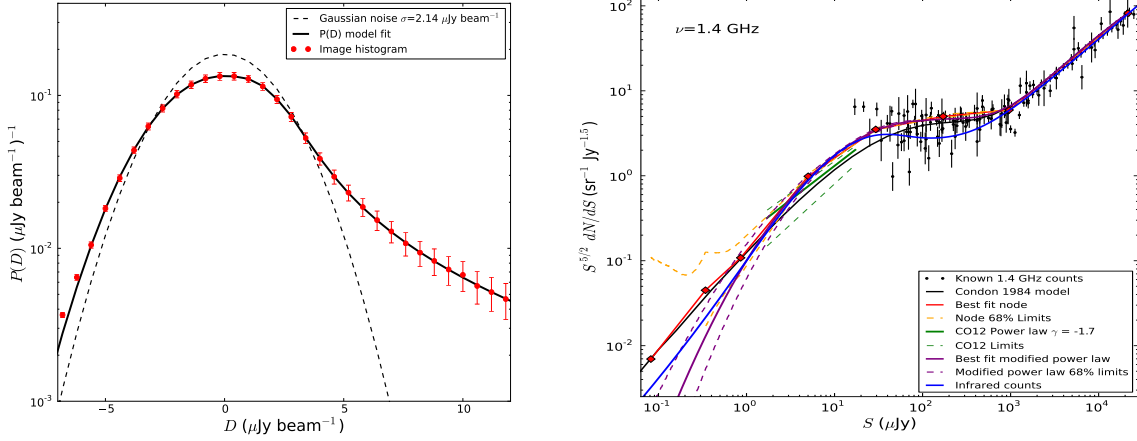 10⁻¹
10⁻²
10⁻³
−5
0
5
10
P(D) (μJy beam⁻¹)⁻¹
D (μJy beam⁻¹)
Gaussian noise σ=2.14 μJy beam⁻¹
P(D) model fit
Image histogram
ν=1.4 GHz
10²
10¹
10⁰
10⁻¹
10⁻²
10⁻¹
10⁰
10¹
10²
10³
10⁴
S^5/2 dN/dS (sr⁻¹ Jy⁻¹·⁵)
S (μJy)
Known 1.4 GHz counts
Condon 1984 model
Best fit node
Node 68% Limits
CO12 Power law γ = -1.7
CO12 Limits
Best fit modified power law
Modified power law 68% limits
Infrared counts